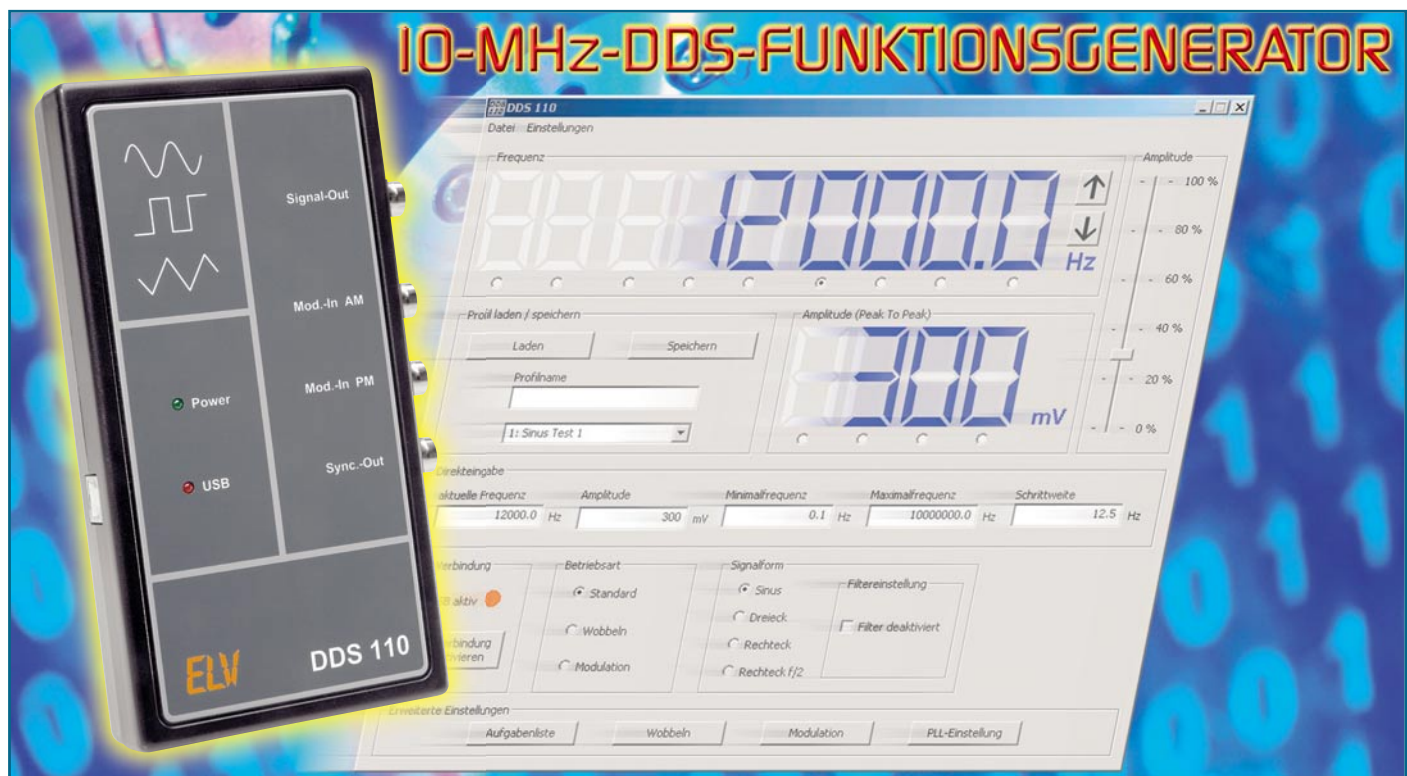 10-MHz-DDS-FUNKTIONSGENERATOR
Signal-Out
Mod.-In AM
Mod.-In PM
Sync.-Out
Power
USB
ELV
DDS 110
DDS 110
Datei Einstellungen
Frequenz
12000.0 Hz
Amplitude
100 %
80 %
60 %
40 %
20 %
0 %
Profil laden / speichern
Laden Speichern
Profilname
1: Sinus Test 1
Amplitude (Peak To Peak)
300 mV
Direkteingabe
aktuelle Frequenz Amplitude Minimalfrequenz Maximalfrequenz Schrittweite
12000.0 Hz 300 mV 0.1 Hz 10000000.0 Hz 12.5 Hz
Betriebsart
Standard
Wobbeln
Modulation
Signalform
Sinus
Dreieck
Rechteck
Rechteck f/2
Filtereinstellung
Filter deaktiviert
aktiv
Erweiterte Einstellungen
Aufgabenliste Wobbeln Modulation PLL-Einstellung